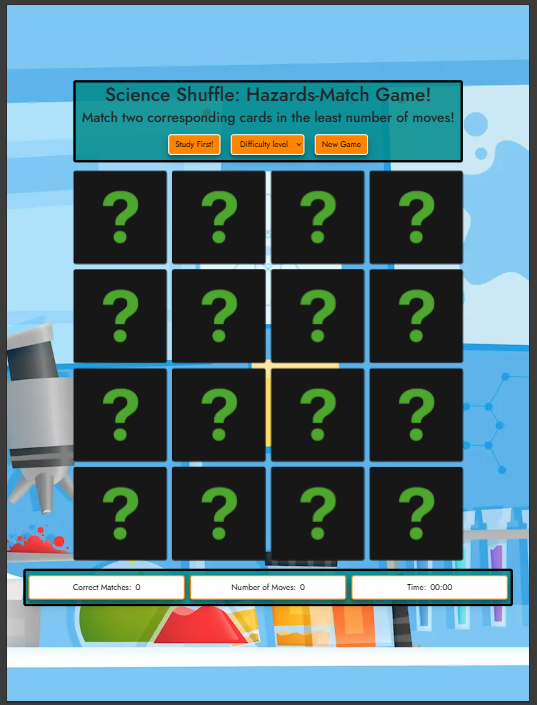 Science Shuffle: Hazards-Match Game!
Match two corresponding cards in the least number of moves!
Study First! Difficulty level New Game
? ? ? ?
? ? ? ?
? ? ? ?
? ? ? ?
Correct Matches: 0 Number of Moves: 0 Time: 00:00